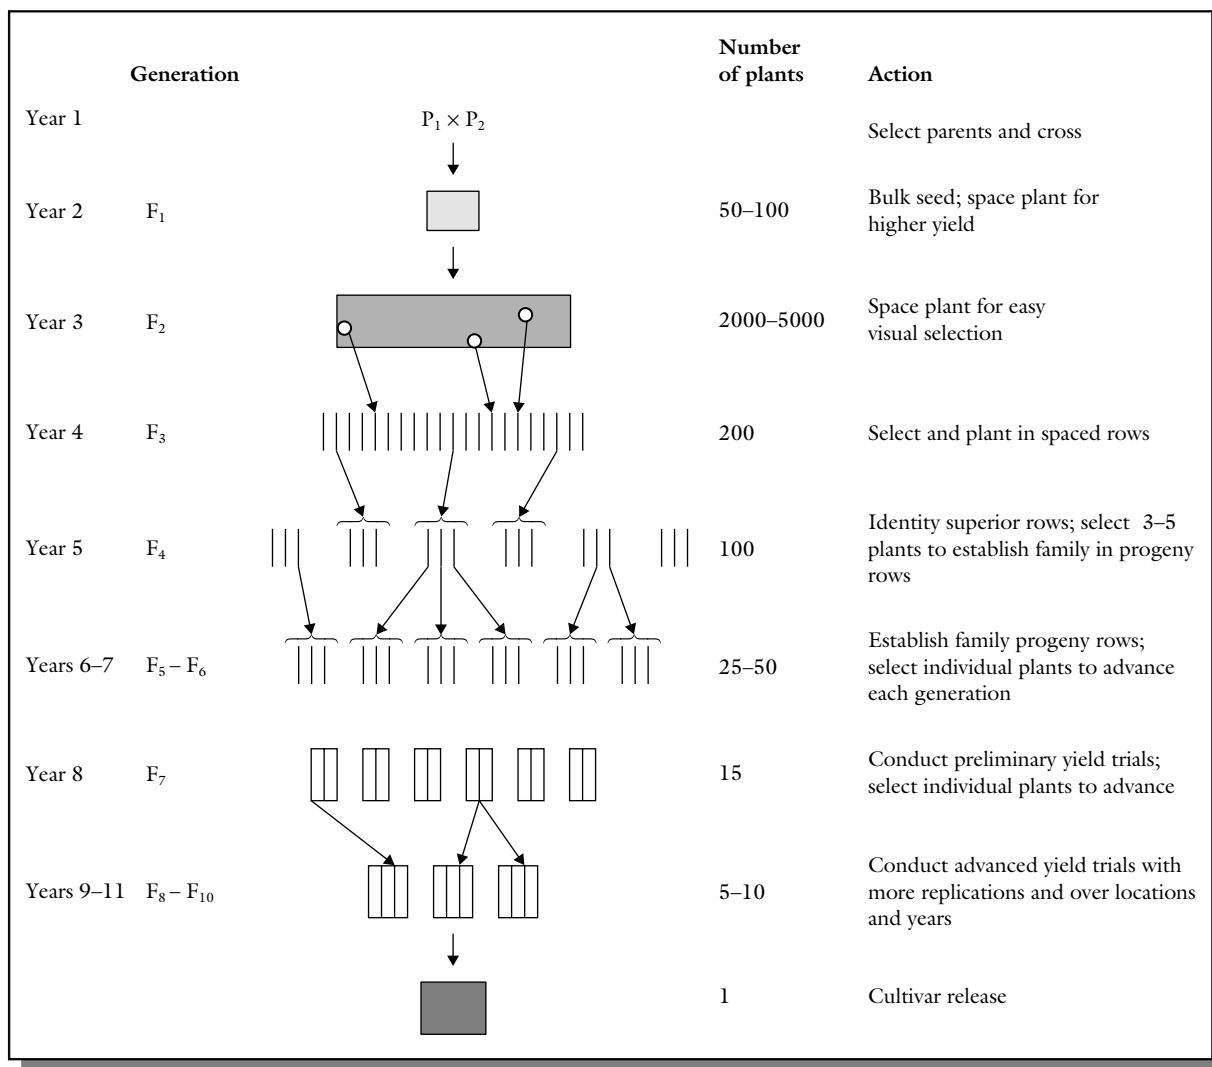 Generation
Number
of plants
Action
Year 1
P₁ × P₂
Select parents and cross
Year 2
F₁
50–100
Bulk seed; space plant for
higher yield
Year 3
F₂
2000–5000
Space plant for easy
visual selection
Year 4
F₃
200
Select and plant in spaced rows
Year 5
F₄
100
Identity superior rows; select 3–5
plants to establish family in progeny
rows
Years 6–7
F₅ – F₆
25–50
Establish family progeny rows;
select individual plants to advance
each generation
Year 8
F₇
15
Conduct preliminary yield trials;
select individual plants to advance
Years 9–11
F₈ – F₁₀
5–10
Conduct advanced yield trials with
more replications and over locations
and years
1
Cultivar release